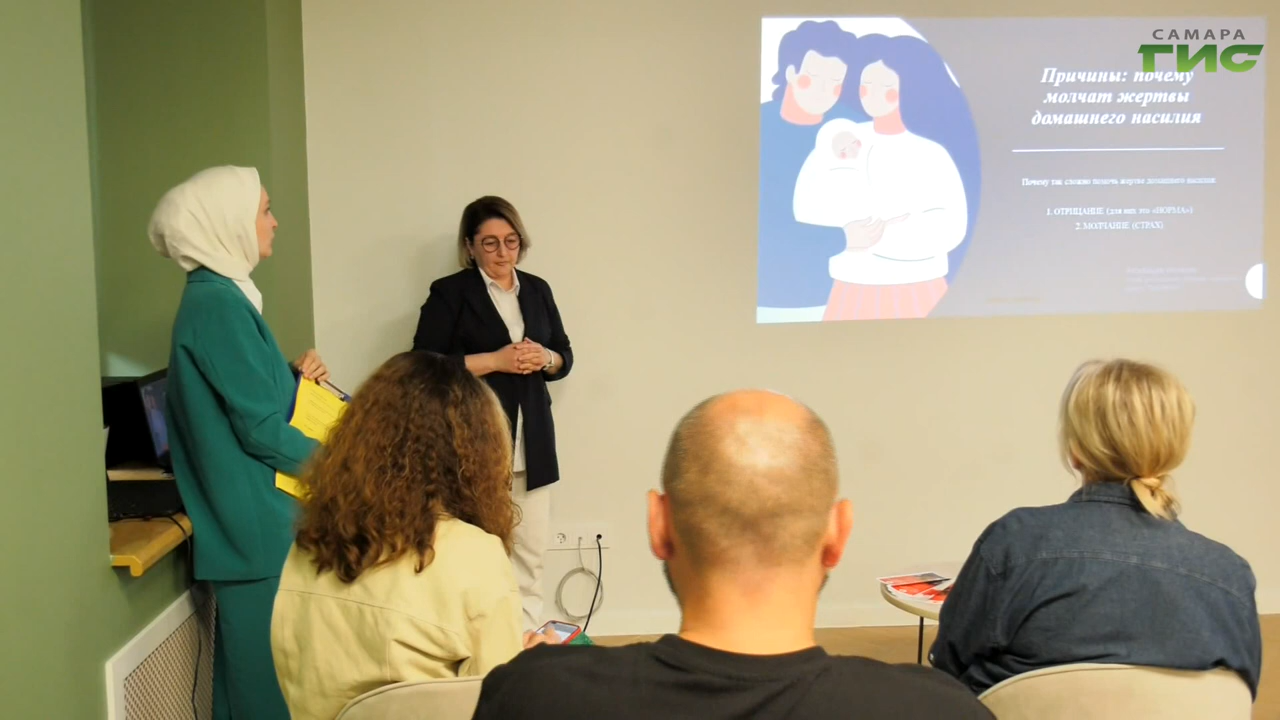 САМАРА
ГИС
Причины: почему
молчат жертвы
домашнего насилия
Почему так сложно помочь жертве домашнего насилия:
1. ОТРИЦАНИЕ (для них это «НОРМА»)
2. МОЛЧАНИЕ (СТРАХ)